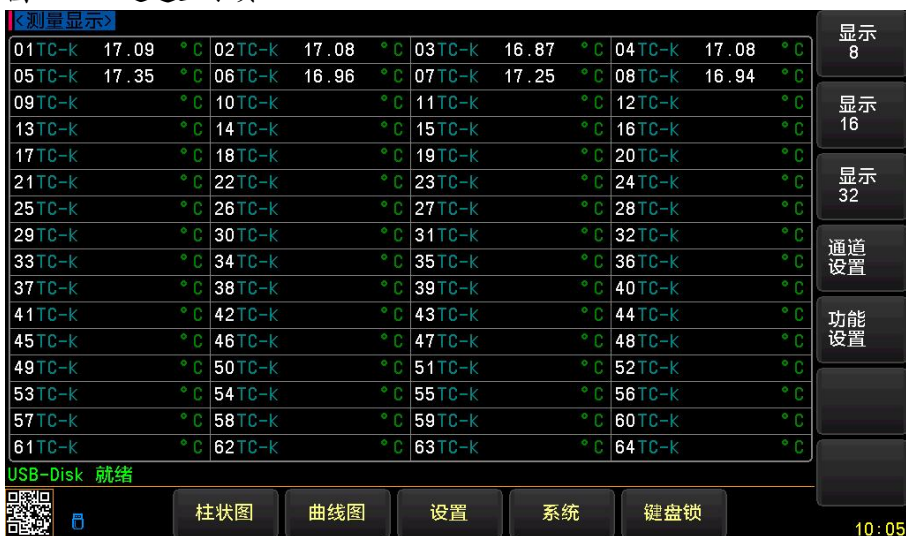 <测量显示>
01TC-K 17.09 °C 02TC-K 17.08 °C 03TC-K 16.87 °C 04TC-K 17.08 °C
05TC-K 17.35 °C 06TC-K 16.96 °C 07TC-K 17.25 °C 08TC-K 16.94 °C
09TC-K °C 10TC-K °C 11TC-K °C 12TC-K °C
13TC-K °C 14TC-K °C 15TC-K °C 16TC-K °C
17TC-K °C 18TC-K °C 19TC-K °C 20TC-K °C
21TC-K °C 22TC-K °C 23TC-K °C 24TC-K °C
25TC-K °C 26TC-K °C 27TC-K °C 28TC-K °C
29TC-K °C 30TC-K °C 31TC-K °C 32TC-K °C
33TC-K °C 34TC-K °C 35TC-K °C 36TC-K °C
37TC-K °C 38TC-K °C 39TC-K °C 40TC-K °C
41TC-K °C 42TC-K °C 43TC-K °C 44TC-K °C
45TC-K °C 46TC-K °C 47TC-K °C 48TC-K °C
49TC-K °C 50TC-K °C 51TC-K °C 52TC-K °C
53TC-K °C 54TC-K °C 55TC-K °C 56TC-K °C
57TC-K °C 58TC-K °C 59TC-K °C 60TC-K °C
61TC-K °C 62TC-K °C 63TC-K °C 64TC-K °C
USB-Disk 就绪
显示
8
显示
16
显示
32
通道
设置
功能
设置
柱状图 曲线图 设置 系统 键盘锁
10:05